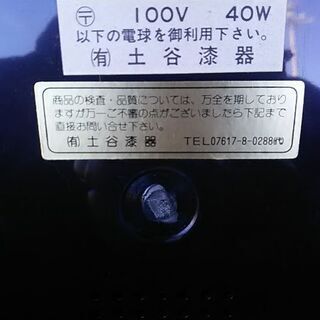 〒 100V 40W
以下の電球を御利用下さい。
㈲土谷漆器
商品の検査・品質については、万全を期しており
ますが万一ご不審の点がございましたら下記まで
直接お問い合せ下さい。
㈲土谷漆器 TEL07617-8-0288㈹